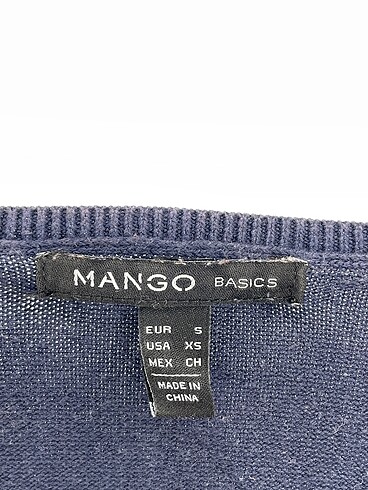 MANGO BASICS
EUR S
USA XS
MEX CH
MADE IN
CHINA